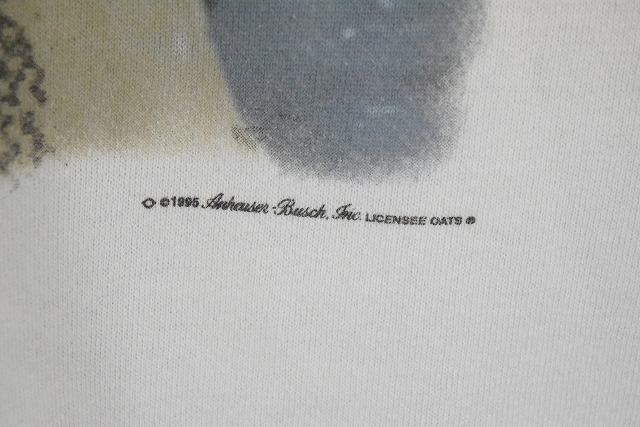 ©1995 Anheuser-Busch, Inc. LICENSEE OATS ®